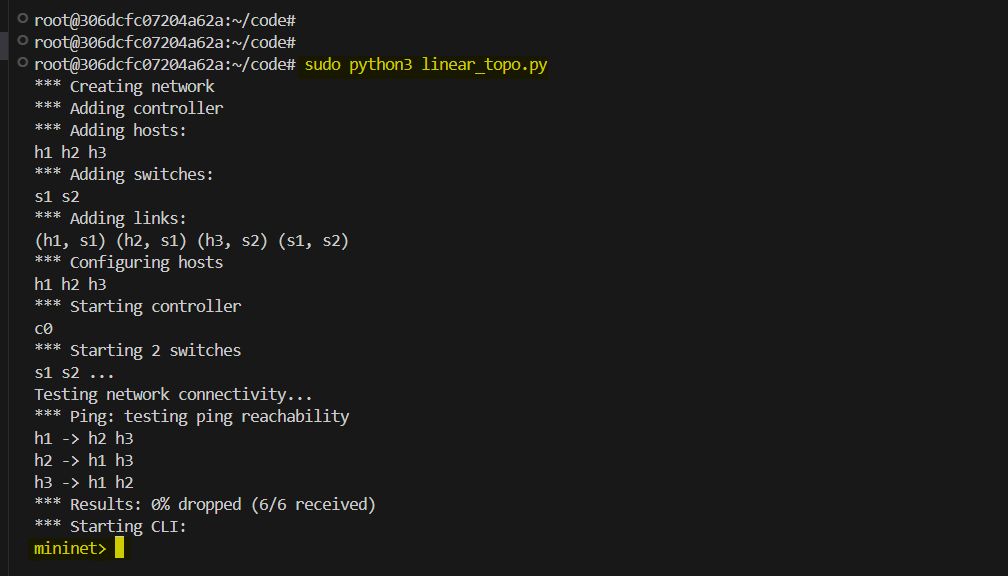 root@306dcfc07204a62a:~/code#
root@306dcfc07204a62a:~/code#
root@306dcfc07204a62a:~/code# sudo python3 linear_topo.py
*** Creating network
*** Adding controller
*** Adding hosts:
h1 h2 h3
*** Adding switches:
s1 s2
*** Adding links:
(h1, s1) (h2, s1) (h3, s2) (s1, s2)
*** Configuring hosts
h1 h2 h3
*** Starting controller
c0
*** Starting 2 switches
s1 s2 ...
Testing network connectivity...
*** Ping: testing ping reachability
h1 -> h2 h3
h2 -> h1 h3
h3 -> h1 h2
*** Results: 0% dropped (6/6 received)
*** Starting CLI:
mininet>